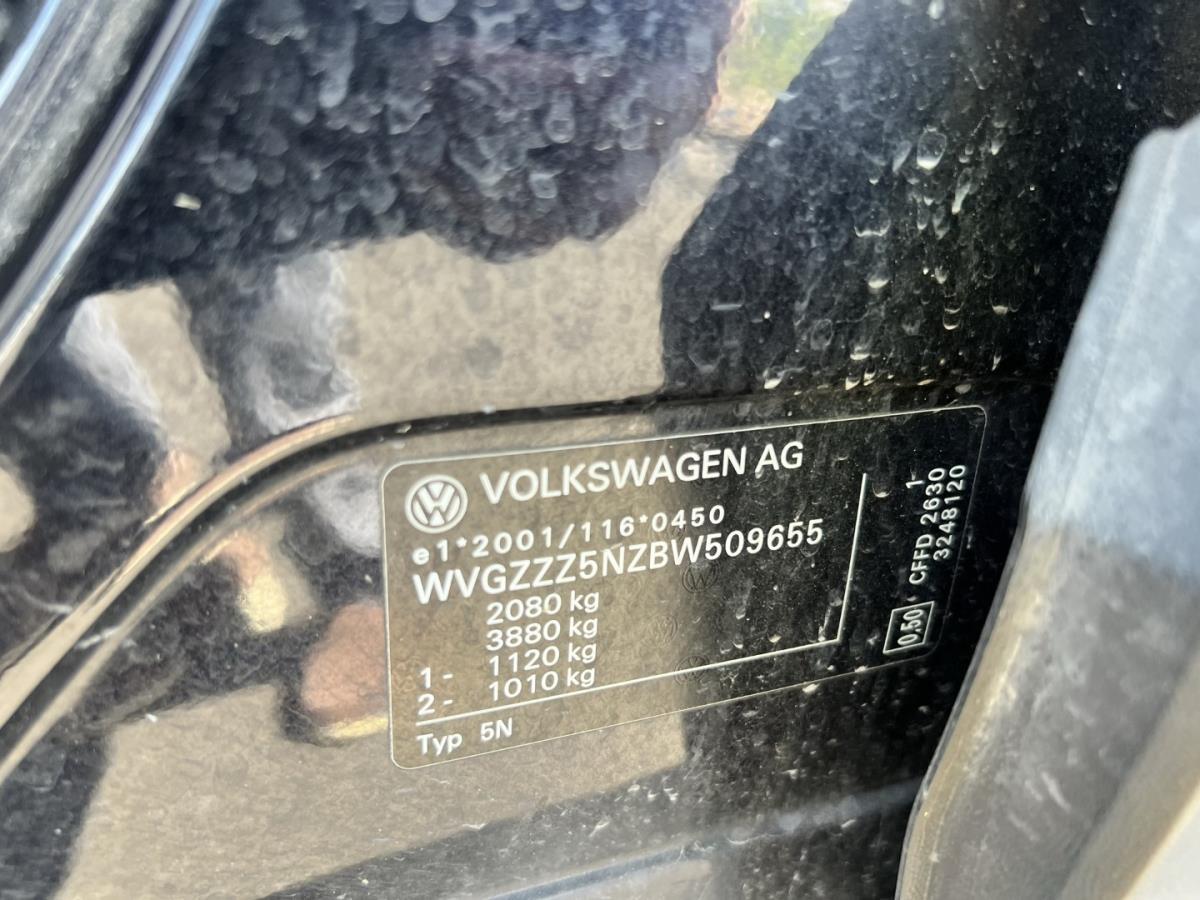 VOLKSWAGEN AG
e1*2001/116*0450
WVGZZZ5NZBW509655
2080 kg
3880 kg
1 - 1120 kg
2 - 1010 kg
Typ 5N
1
CFFD 2630
3248120
0.50